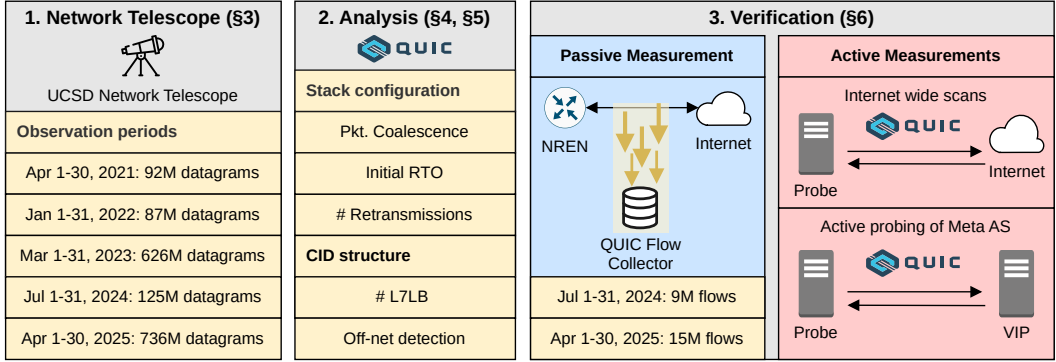 1. Network Telescope (§3)
UCSD Network Telescope
Observation periods
Apr 1-30, 2021: 92M datagrams
Jan 1-31, 2022: 87M datagrams
Mar 1-31, 2023: 626M datagrams
Jul 1-31, 2024: 125M datagrams
Apr 1-30, 2025: 736M datagrams
2. Analysis (§4, §5)
QUIC
Stack configuration
Pkt. Coalescence
Initial RTO
# Retransmissions
CID structure
# L7LB
Off-net detection
3. Verification (§6)
Passive Measurement
NREN
Internet
QUIC Flow
Collector
Jul 1-31, 2024: 9M flows
Apr 1-30, 2025: 15M flows
Active Measurements
Internet wide scans
QUIC
Probe
Internet
Active probing of Meta AS
QUIC
Probe
VIP